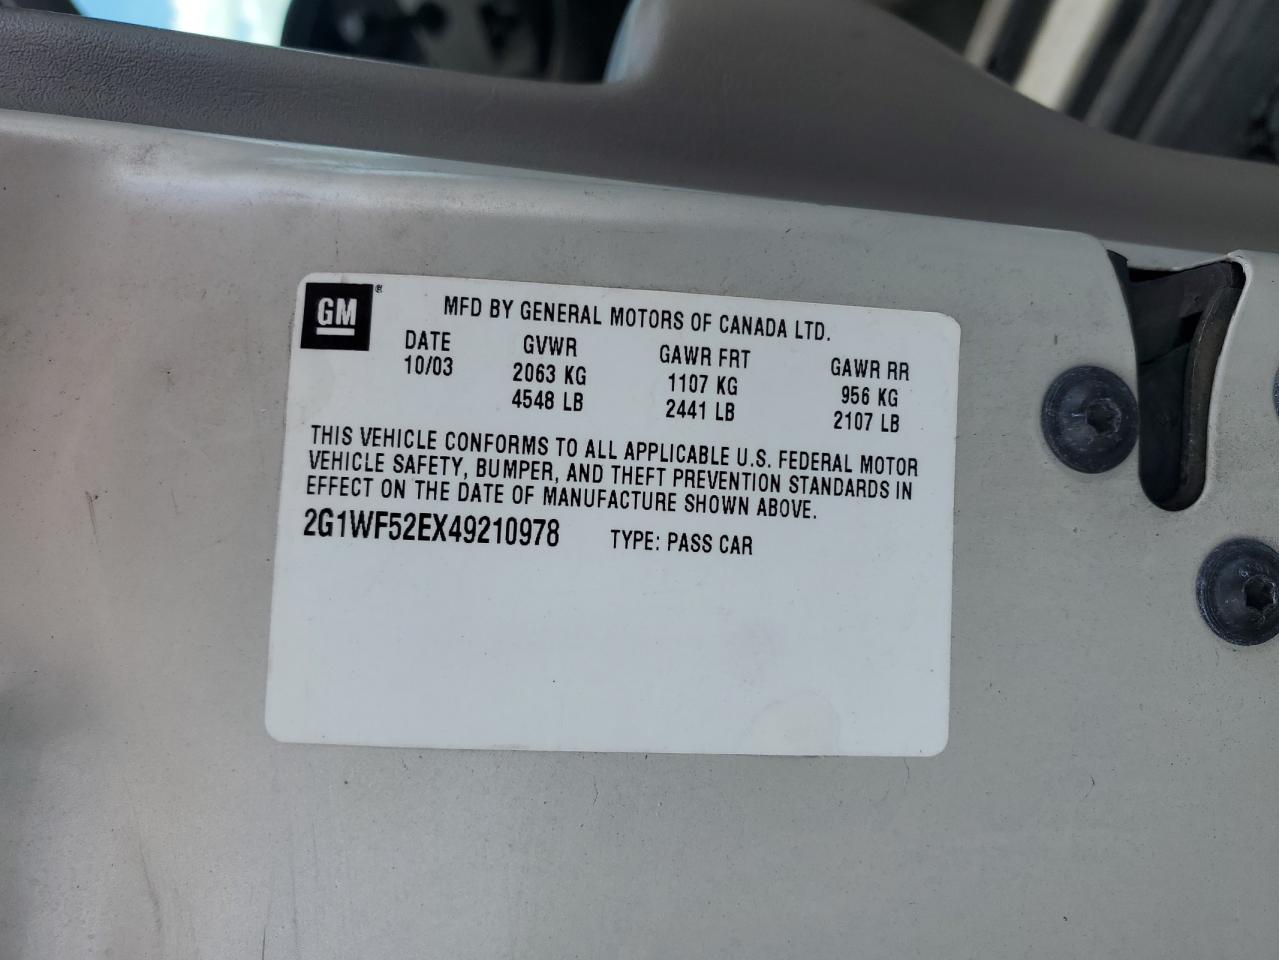 GM®
MFD BY GENERAL MOTORS OF CANADA LTD.
DATE GVWR GAWR FRT GAWR RR
10/03 2063 KG 1107 KG 956 KG
4548 LB 2441 LB 2107 LB
THIS VEHICLE CONFORMS TO ALL APPLICABLE U.S. FEDERAL MOTOR
VEHICLE SAFETY, BUMPER, AND THEFT PREVENTION STANDARDS IN
EFFECT ON THE DATE OF MANUFACTURE SHOWN ABOVE.
2G1WF52EX49210978 TYPE: PASS CAR